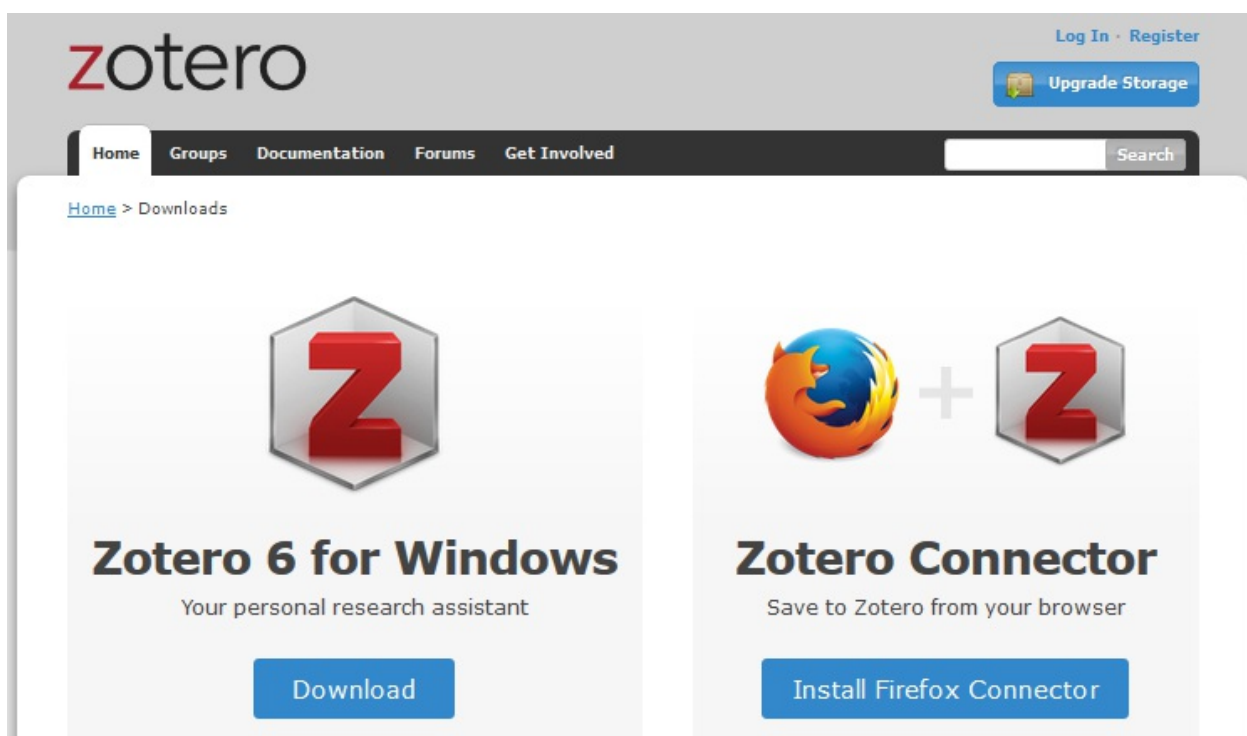 zotero
Log In · Register
Upgrade Storage
Home Groups Documentation Forums Get Involved
Search
Home > Downloads
Z
Z
Zotero 6 for Windows
Your personal research assistant
Download
Zotero Connector
Save to Zotero from your browser
Install Firefox Connector